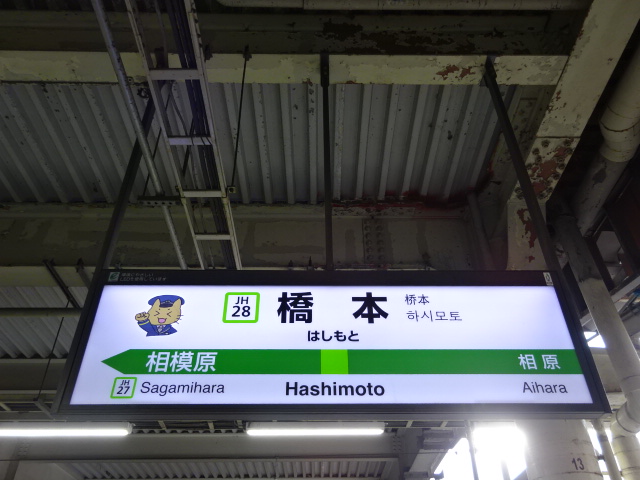 JH
28
橋本
桥本
하시모토
はしもと
相模原
相原
JH
27
Sagamihara
Hashimoto
Aihara
13